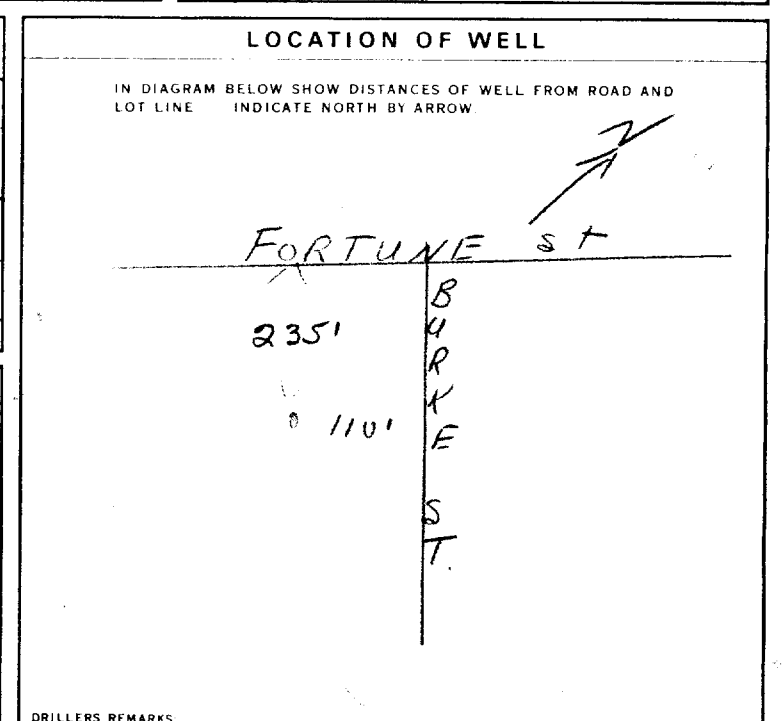 LOCATION OF WELL
IN DIAGRAM BELOW SHOW DISTANCES OF WELL FROM ROAD AND
LOT LINE INDICATE NORTH BY ARROW.
N
FORTUNE St
BURKE ST.
235'
110'
DRILLERS REMARKS